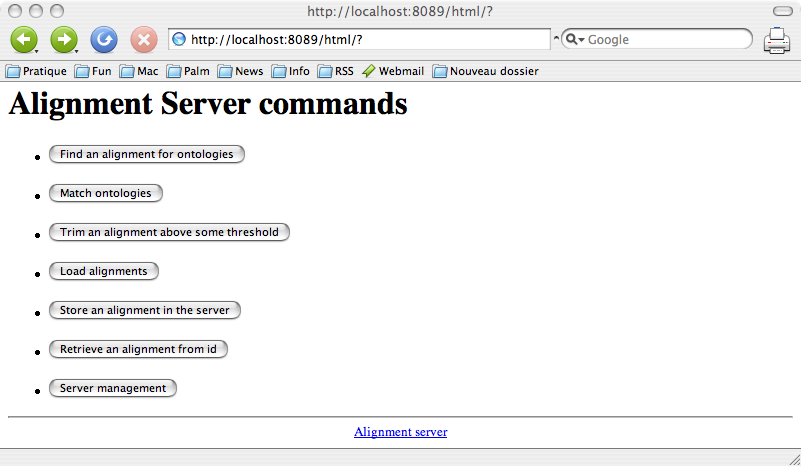 http://localhost:8089/html/?
http://localhost:8089/html/? Google
Pratique Fun Mac Palm News Info RSS Webmail Nouveau dossier
Alignment Server commands
Find an alignment for ontologies
Match ontologies
Trim an alignment above some threshold
Load alignments
Store an alignment in the server
Retrieve an alignment from id
Server management
Alignment server